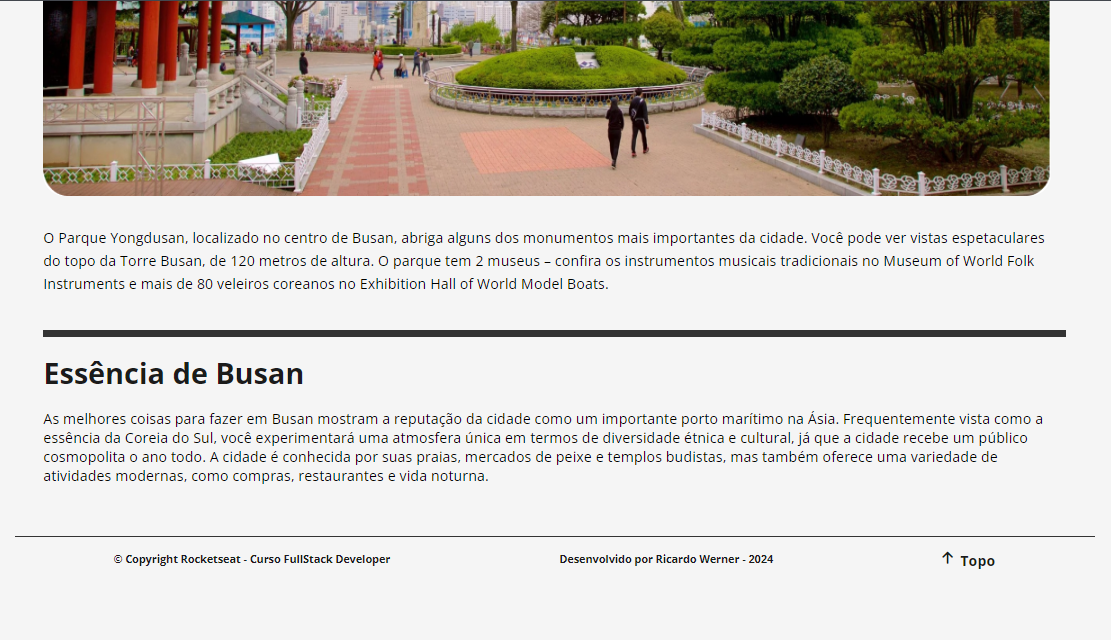 O Parque Yongdusan, localizado no centro de Busan, abriga alguns dos monumentos mais importantes da cidade. Você pode ver vistas espetaculares
do topo da Torre Busan, de 120 metros de altura. O parque tem 2 museus – confira os instrumentos musicais tradicionais no Museum of World Folk
Instruments e mais de 80 veleiros coreanos no Exhibition Hall of World Model Boats.
Essência de Busan
As melhores coisas para fazer em Busan mostram a reputação da cidade como um importante porto marítimo na Ásia. Frequentemente vista como a
essência da Coreia do Sul, você experimentará uma atmosfera única em termos de diversidade étnica e cultural, já que a cidade recebe um público
cosmopolita o ano todo. A cidade é conhecida por suas praias, mercados de peixe e templos budistas, mas também oferece uma variedade de
atividades modernas, como compras, restaurantes e vida noturna.
© Copyright Rocketseat - Curso FullStack Developer
Desenvolvido por Ricardo Werner - 2024
↑ Topo